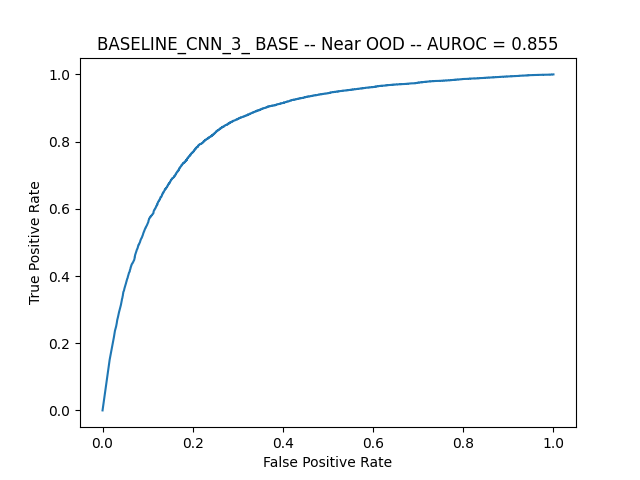 BASELINE_CNN_3_ BASE -- Near OOD -- AUROC = 0.855
1.0
0.8
0.6
0.4
0.2
0.0
True Positive Rate
0.0 0.2 0.4 0.6 0.8 1.0
False Positive Rate